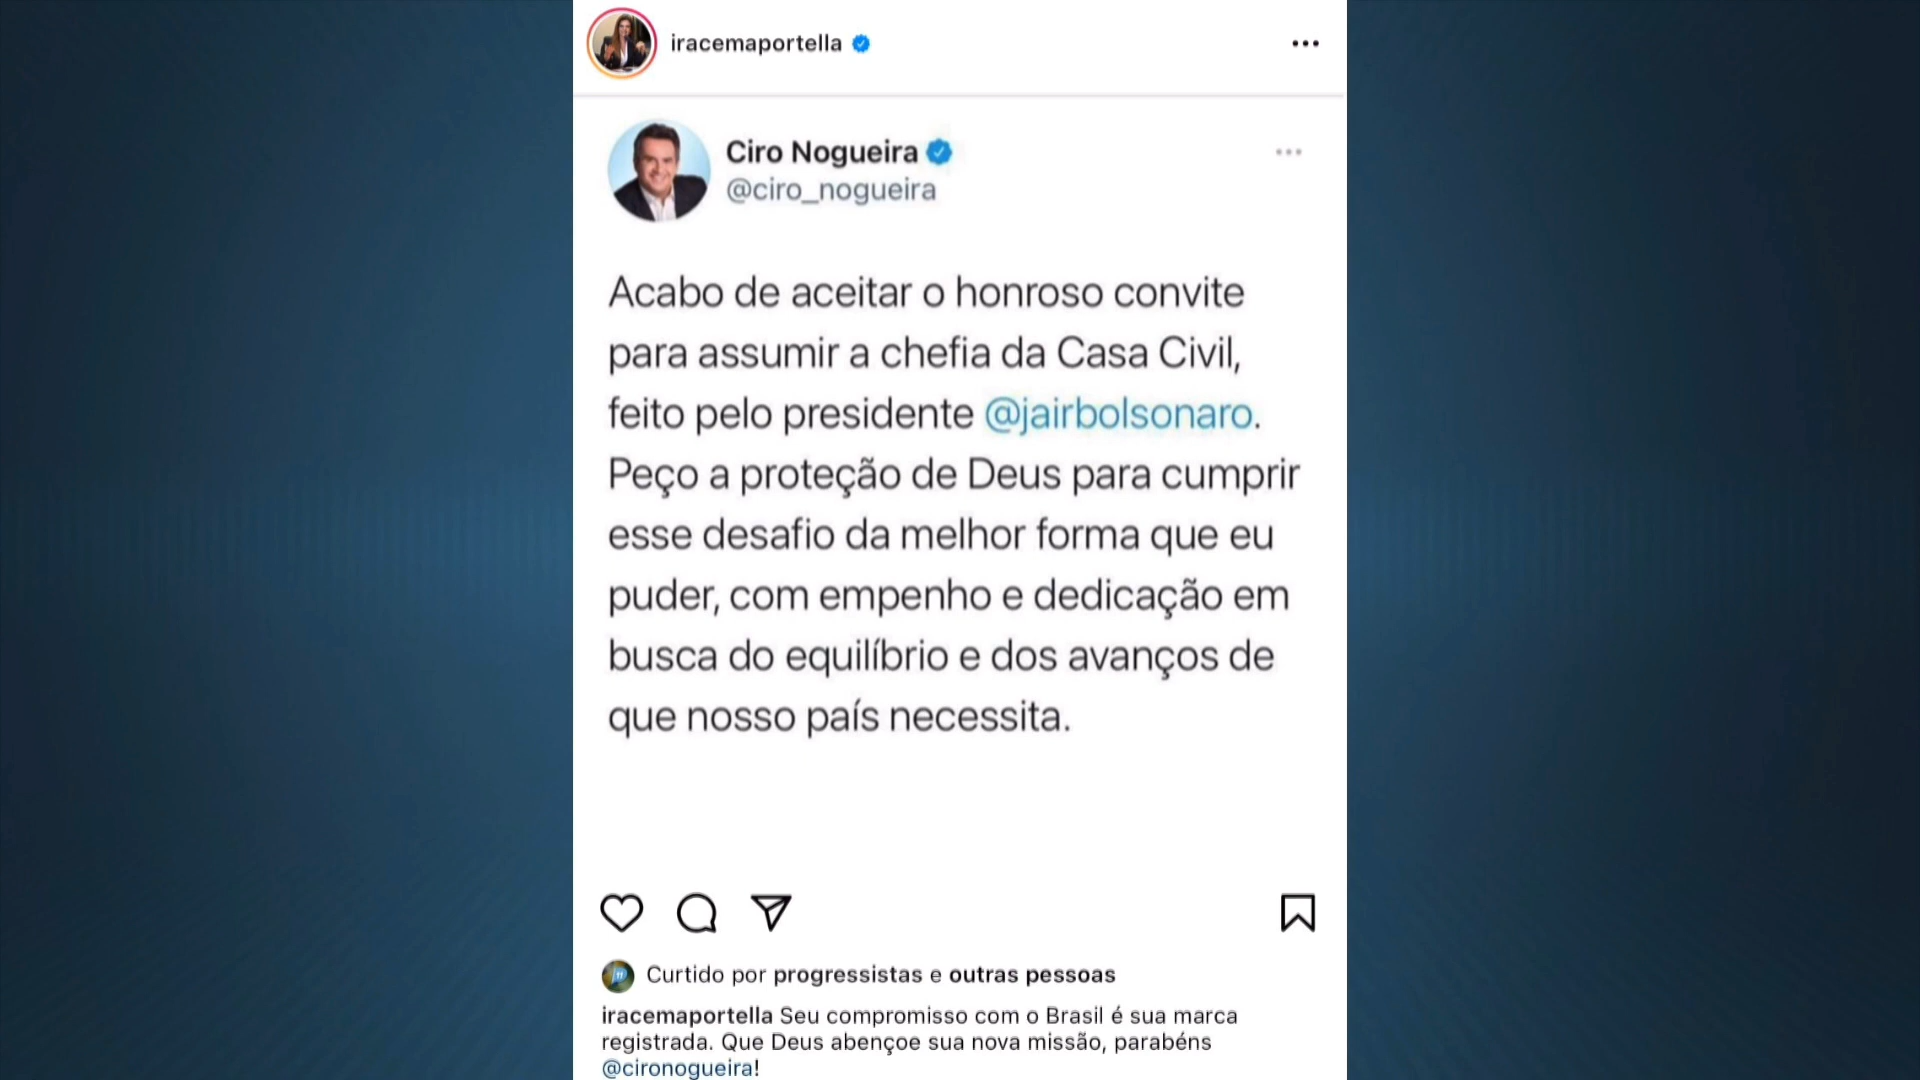 iracemaportella
Ciro Nogueira
@ciro_nogueira
Acabo de aceitar o honroso convite
para assumir a chefia da Casa Civil,
feito pelo presidente @jairbolsonaro.
Peço a proteção de Deus para cumprir
esse desafio da melhor forma que eu
puder, com empenho e dedicação em
busca do equilíbrio e dos avanços de
que nosso país necessita.
Curtido por progressistas e outras pessoas
iracemaportella Seu compromisso com o Brasil é sua marca
registrada. Que Deus abençoe sua nova missão, parabéns
@cironogueira!